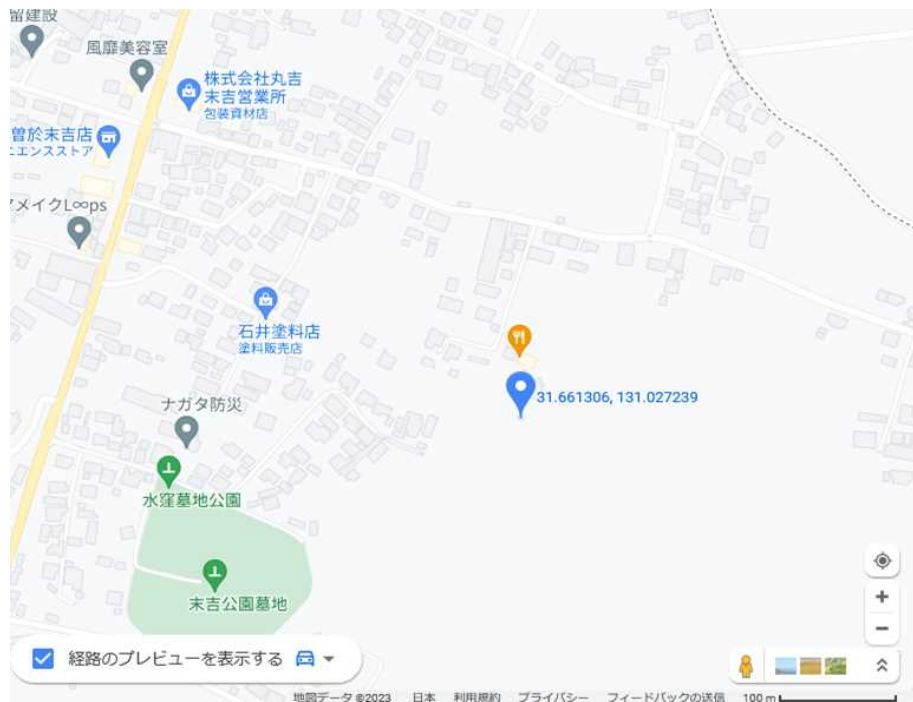 留建設
風靡美容室
株式会社丸吉
末吉営業所
包装資材店
曽於末吉店
ニエンスストア
アメイクL∞ps
石井塗料店
塗料販売店
31.661306, 131.027239
ナガタ防災
水窪墓地公園
末吉公園墓地
経路のプレビューを表示する
地図データ ©2023 日本 利用規約 プライバシー フィードバックの送信 100 m